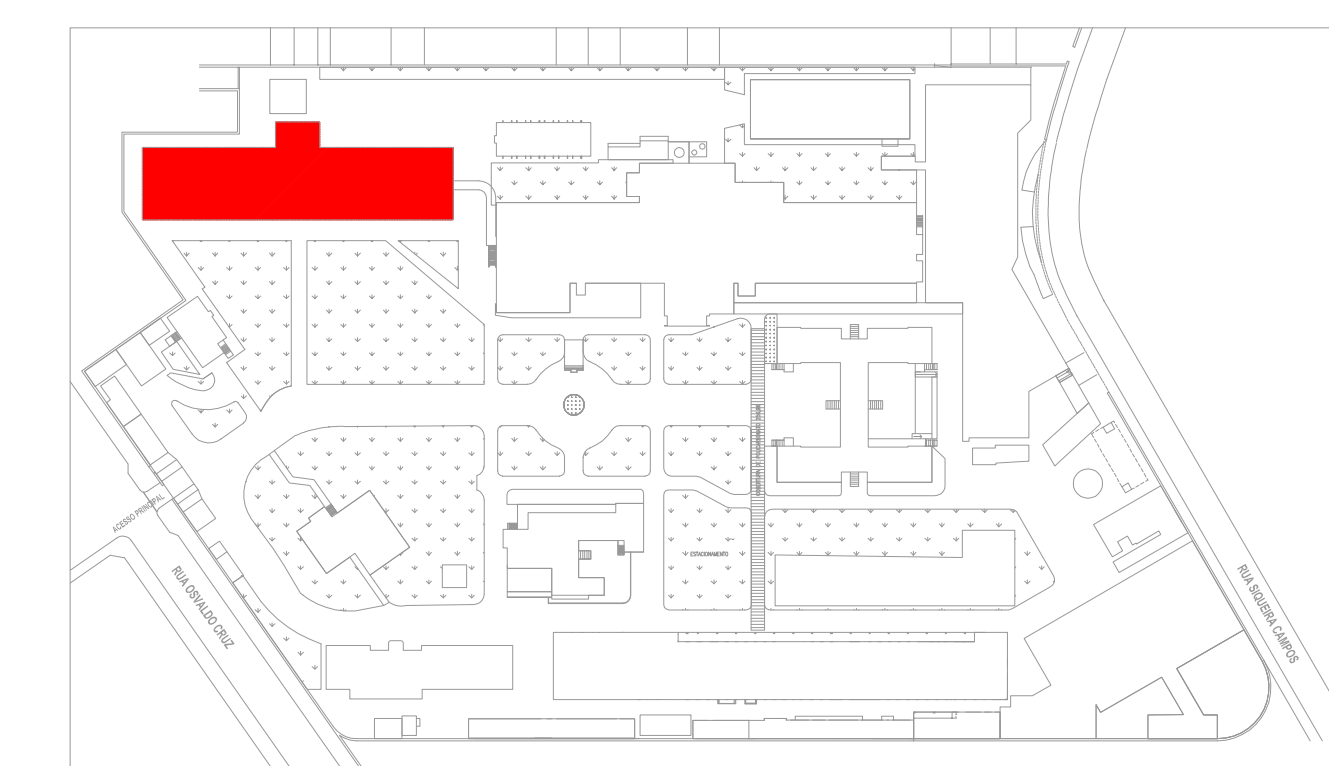 ACESSO PRINCIPAL
ESTACIONAMENTO
RUA OSVALDO CRUZ
RUA SIQUEIRA CAMPOS